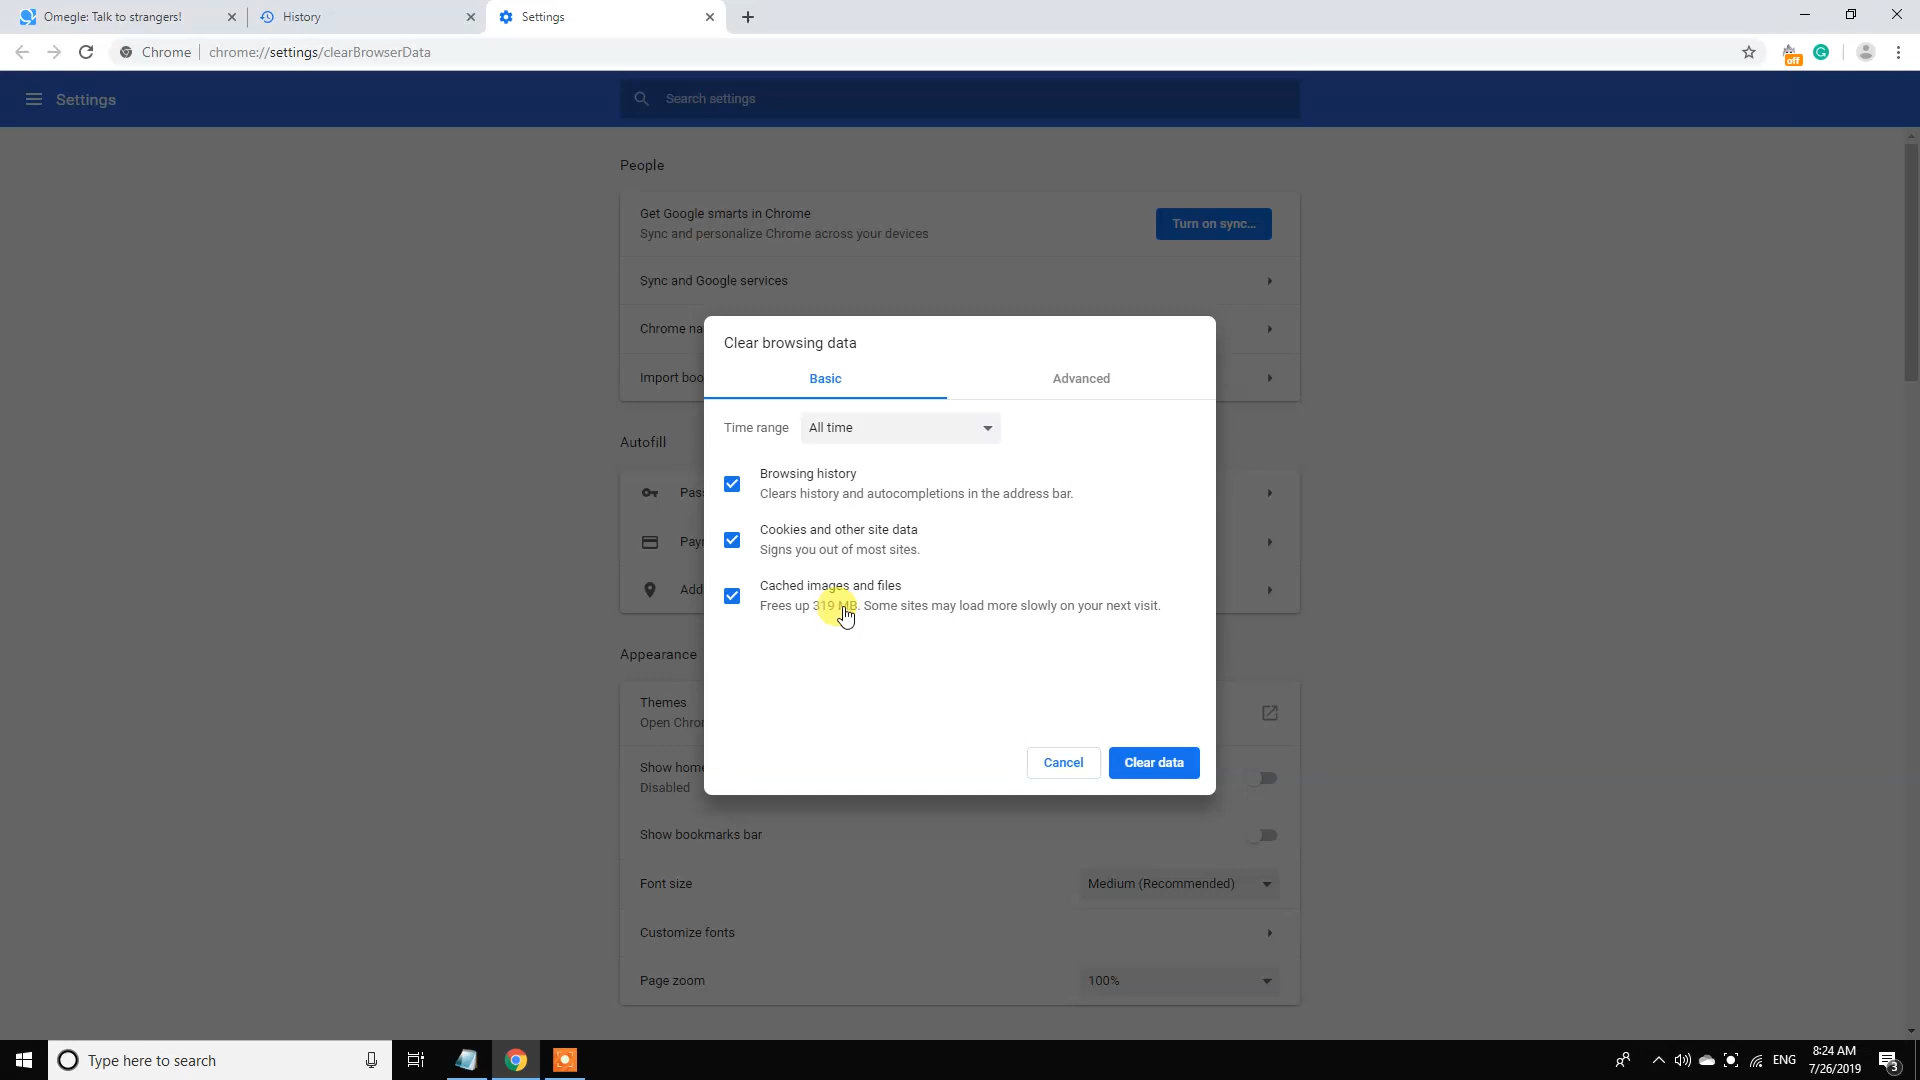 Omegle: Talk to strangers!
History
Settings
Chrome
chrome://settings/clearBrowserData
off
Settings
Search settings
People
Get Google smarts in Chrome
Sync and personalize Chrome across your devices
Turn on sync...
Sync and Google services
Chrome na
Import boo
Clear browsing data
Basic
Advanced
Time range
All time
Browsing history
Clears history and autocompletions in the address bar.
Cookies and other site data
Signs you out of most sites.
Cached images and files
Frees up 319 MB. Some sites may load more slowly on your next visit.
Cancel
Clear data
Autofill
Pas
Pay
Add
Appearance
Themes
Open Chro
Show home
Disabled
Show bookmarks bar
Font size
Medium (Recommended)
Customize fonts
Page zoom
100%
Type here to search
ENG
8:24 AM
7/26/2019
3